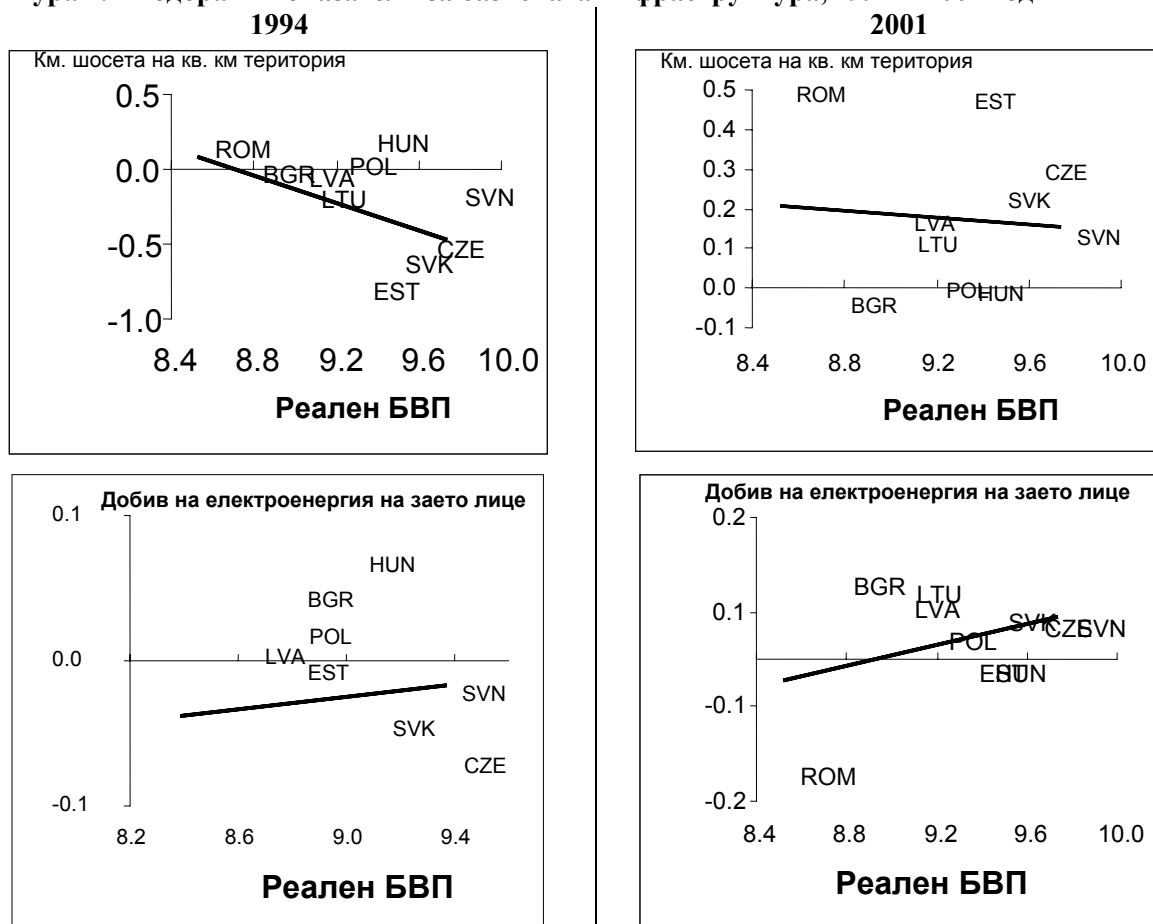 1994
2001
Км. шосета на кв. км територия
0.5
0.0
-0.5
-1.0
ROM
BGR
LVA
LTU
POL
HUN
SVN
CZE
SVK
EST
8.4 8.8 9.2 9.6 10.0
Реален БВП
Км. шосета на кв. км територия
0.5
0.4
0.3
0.2
0.1
0.0
-0.1
ROM
EST
CZE
SVK
LVA
LTU
SVN
POL
HUN
BGR
8.4 8.8 9.2 9.6 10.0
Реален БВП
Добив на електроенергия на заето лице
0.1
0.0
-0.1
HUN
BGR
POL
LVA
EST
SVN
SVK
CZE
8.2 8.6 9.0 9.4
Реален БВП
Добив на електроенергия на заето лице
0.2
0.1
-0.1
-0.2
BGR
LTU
LVA
SVK
CZE
SVN
POL
EST
HUN
ROM
8.4 8.8 9.2 9.6 10.0
Реален БВП